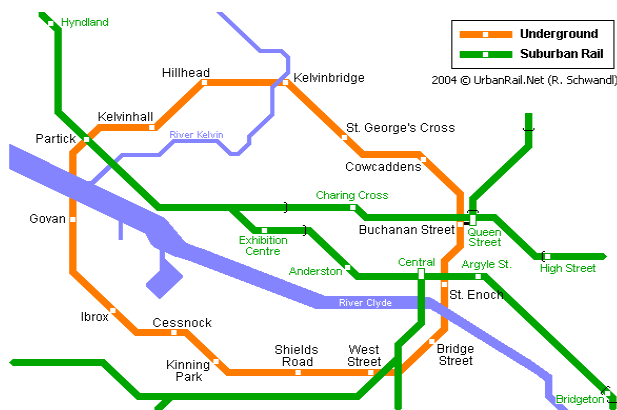 Hyndland
Underground
Suburban Rail
2004 © UrbanRail.Net (R. Schwandl)
Hillhead
Kelvinbridge
Kelvinhall
St. George's Cross
Partick
River Kelvin
Cowcaddens
Charing Cross
Govan
Buchanan Street
Queen
Street
Exhibition
Centre
Anderston
Central
Argyle St.
High Street
St. Enoch
River Clyde
Ibrox
Cessnock
Kinning
Park
Shields
Road
West
Street
Bridge
Street
Bridgeton